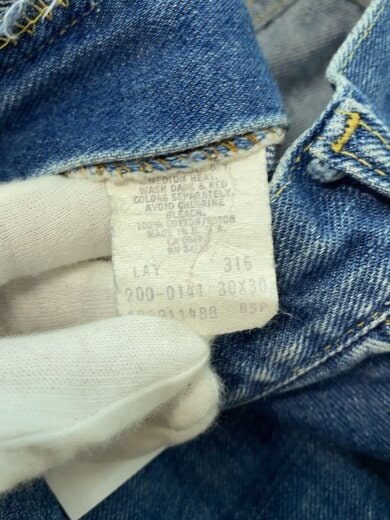 MEDIUM HEAT.
WASH DARK & RED
COLORS SEPARATELY.
AVOID CHLORINE
BLEACH.
100% COTTON/COTON
MADE IN U.S.A.
LAY 316
200-0141 30X30
BSP